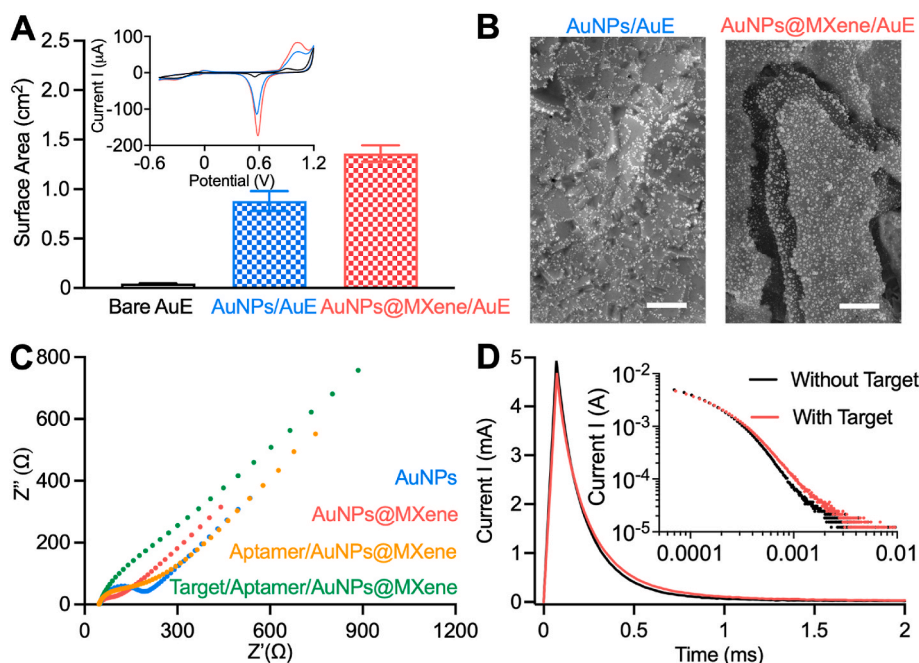 A
Surface Area (cm²)
2.5
2.0
1.5
1.0
0.5
0
Bare AuE
AuNPs/AuE
AuNPs@MXene/AuE
Current I (μA)
100
0
-100
-200
-0.6
0
0.6
1.2
Potential (V)
B
AuNPs/AuE
AuNPs@MXene/AuE
C
Z'' (Ω)
800
600
400
200
0
0
300
600
900
1200
Z'(Ω)
AuNPs
AuNPs@MXene
Aptamer/AuNPs@MXene
Target/Aptamer/AuNPs@MXene
D
Current I (mA)
5
4
3
2
1
0
0
0.5
1
1.5
2
Time (ms)
Current I (A)
10⁻²
10⁻³
10⁻⁴
10⁻⁵
0.0001
0.001
0.01
Without Target
With Target